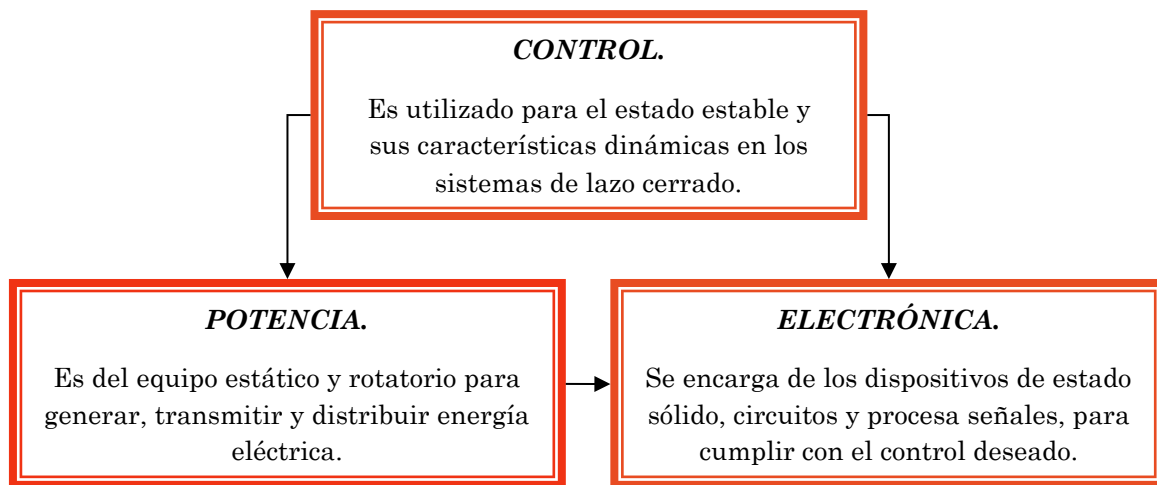 CONTROL.
Es utilizado para el estado estable y
sus características dinámicas en los
sistemas de lazo cerrado.
POTENCIA.
Es del equipo estático y rotatorio para
generar, transmitir y distribuir energía
eléctrica.
ELECTRÓNICA.
Se encarga de los dispositivos de estado
sólido, circuitos y procesa señales, para
cumplir con el control deseado.